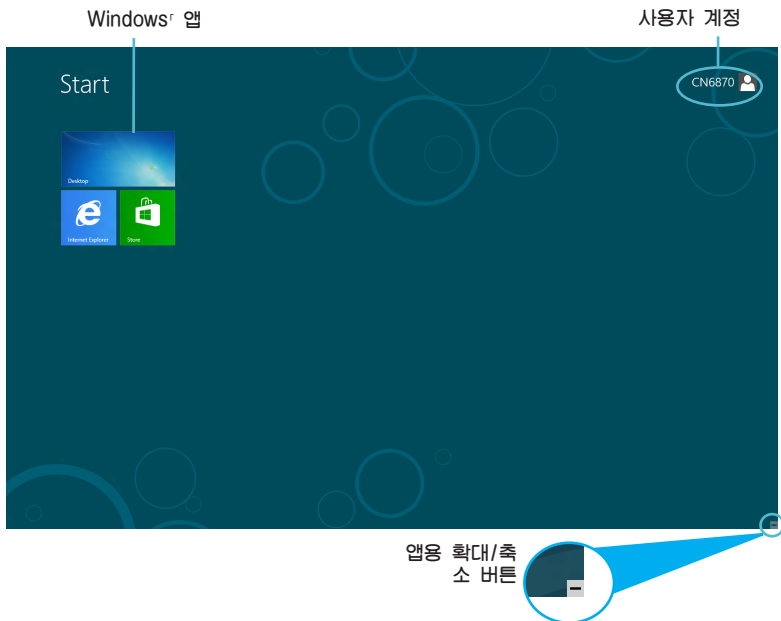 Windows┌ 앱
사용자 계정
Start
CN6870
Desktop
Internet Explorer
Store
앱용 확대/축
소 버튼